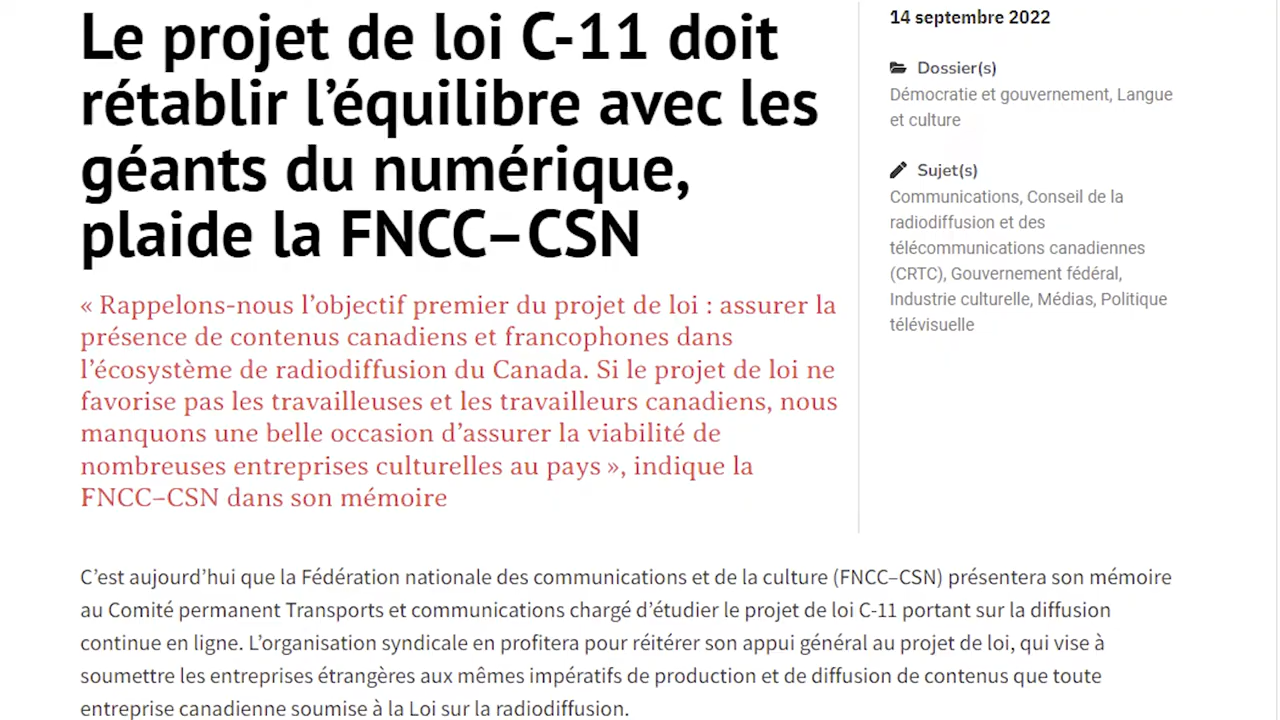 Le projet de loi C-11 doit
rétablir l’équilibre avec les
géants du numérique,
plaide la FNCC–CSN
« Rappelons-nous l’objectif premier du projet de loi : assurer la
présence de contenus canadiens et francophones dans
l’écosystème de radiodiffusion du Canada. Si le projet de loi ne
favorise pas les travailleuses et les travailleurs canadiens, nous
manquons une belle occasion d’assurer la viabilité de
nombreuses entreprises culturelles au pays », indique la
FNCC–CSN dans son mémoire
14 septembre 2022
Dossier(s)
Démocratie et gouvernement, Langue
et culture
Sujet(s)
Communications, Conseil de la
radiodiffusion et des
télécommunications canadiennes
(CRTC), Gouvernement fédéral,
Industrie culturelle, Médias, Politique
télévisuelle
C’est aujourd’hui que la Fédération nationale des communications et de la culture (FNCC–CSN) présentera son mémoire
au Comité permanent Transports et communications chargé d’étudier le projet de loi C-11 portant sur la diffusion
continue en ligne. L’organisation syndicale en profitera pour réitérer son appui général au projet de loi, qui vise à
soumettre les entreprises étrangères aux mêmes impératifs de production et de diffusion de contenus que toute
entreprise canadienne soumise à la Loi sur la radiodiffusion.